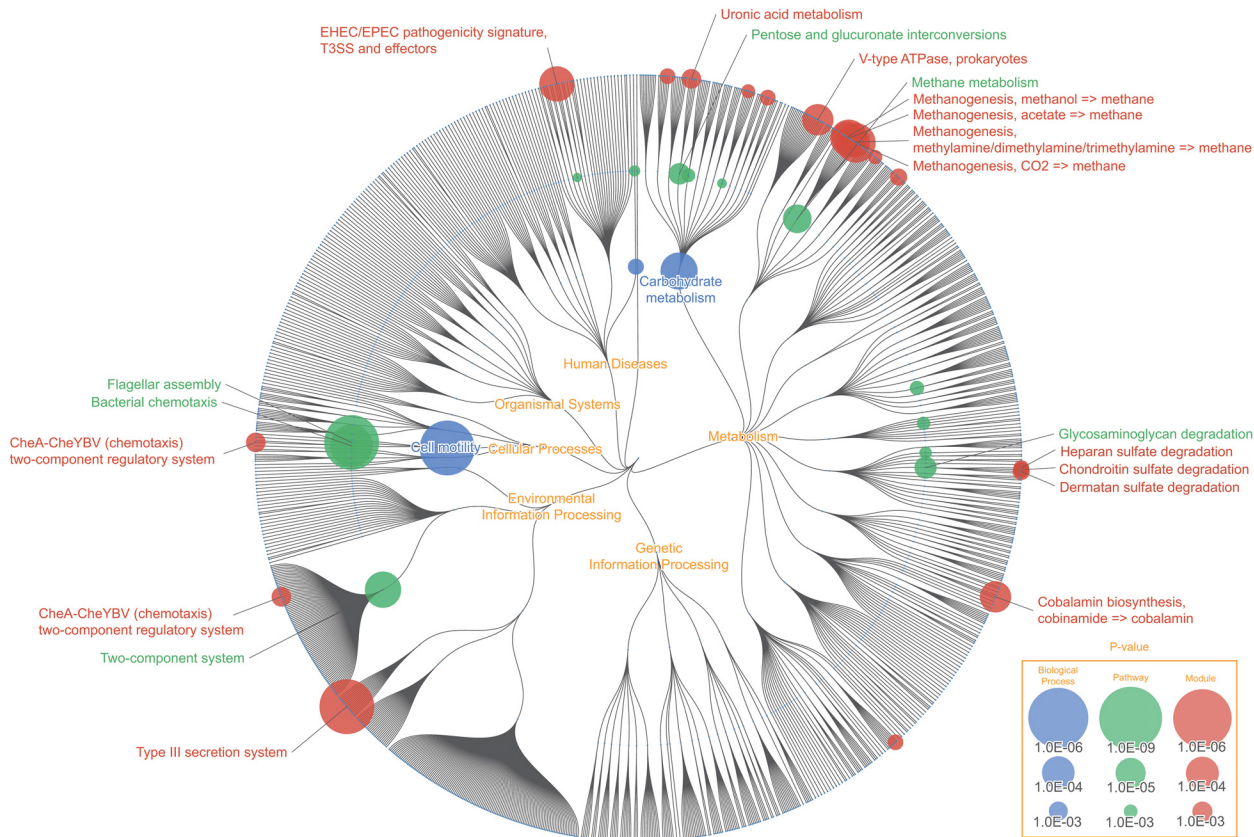 Uronic acid metabolism
EHEC/EPEC pathogenicity signature,
T3SS and effectors
Pentose and glucuronate interconversions
V-type ATPase, prokaryotes
Methane metabolism
Methanogenesis, methanol => methane
Methanogenesis, acetate => methane
Methanogenesis,
methylamine/dimethylamine/trimethylamine => methane
Methanogenesis, CO2 => methane
Carbohydrate
metabolism
Human Diseases
Organismal Systems
Flagellar assembly
Bacterial chemotaxis
CheA-CheYBV (chemotaxis)
two-component regulatory system
Cell motility
Cellular Processes
Metabolism
Glycosaminoglycan degradation
Heparan sulfate degradation
Chondroitin sulfate degradation
Dermatan sulfate degradation
Environmental
Information Processing
Genetic
Information Processing
CheA-CheYBV (chemotaxis)
two-component regulatory system
Two-component system
Type III secretion system
Cobalamin biosynthesis,
cobinamide => cobalamin
P-value
Biological
Process
Pathway
Module
1.0E-06
1.0E-09
1.0E-06
1.0E-04
1.0E-05
1.0E-04
1.0E-03
1.0E-03
1.0E-03